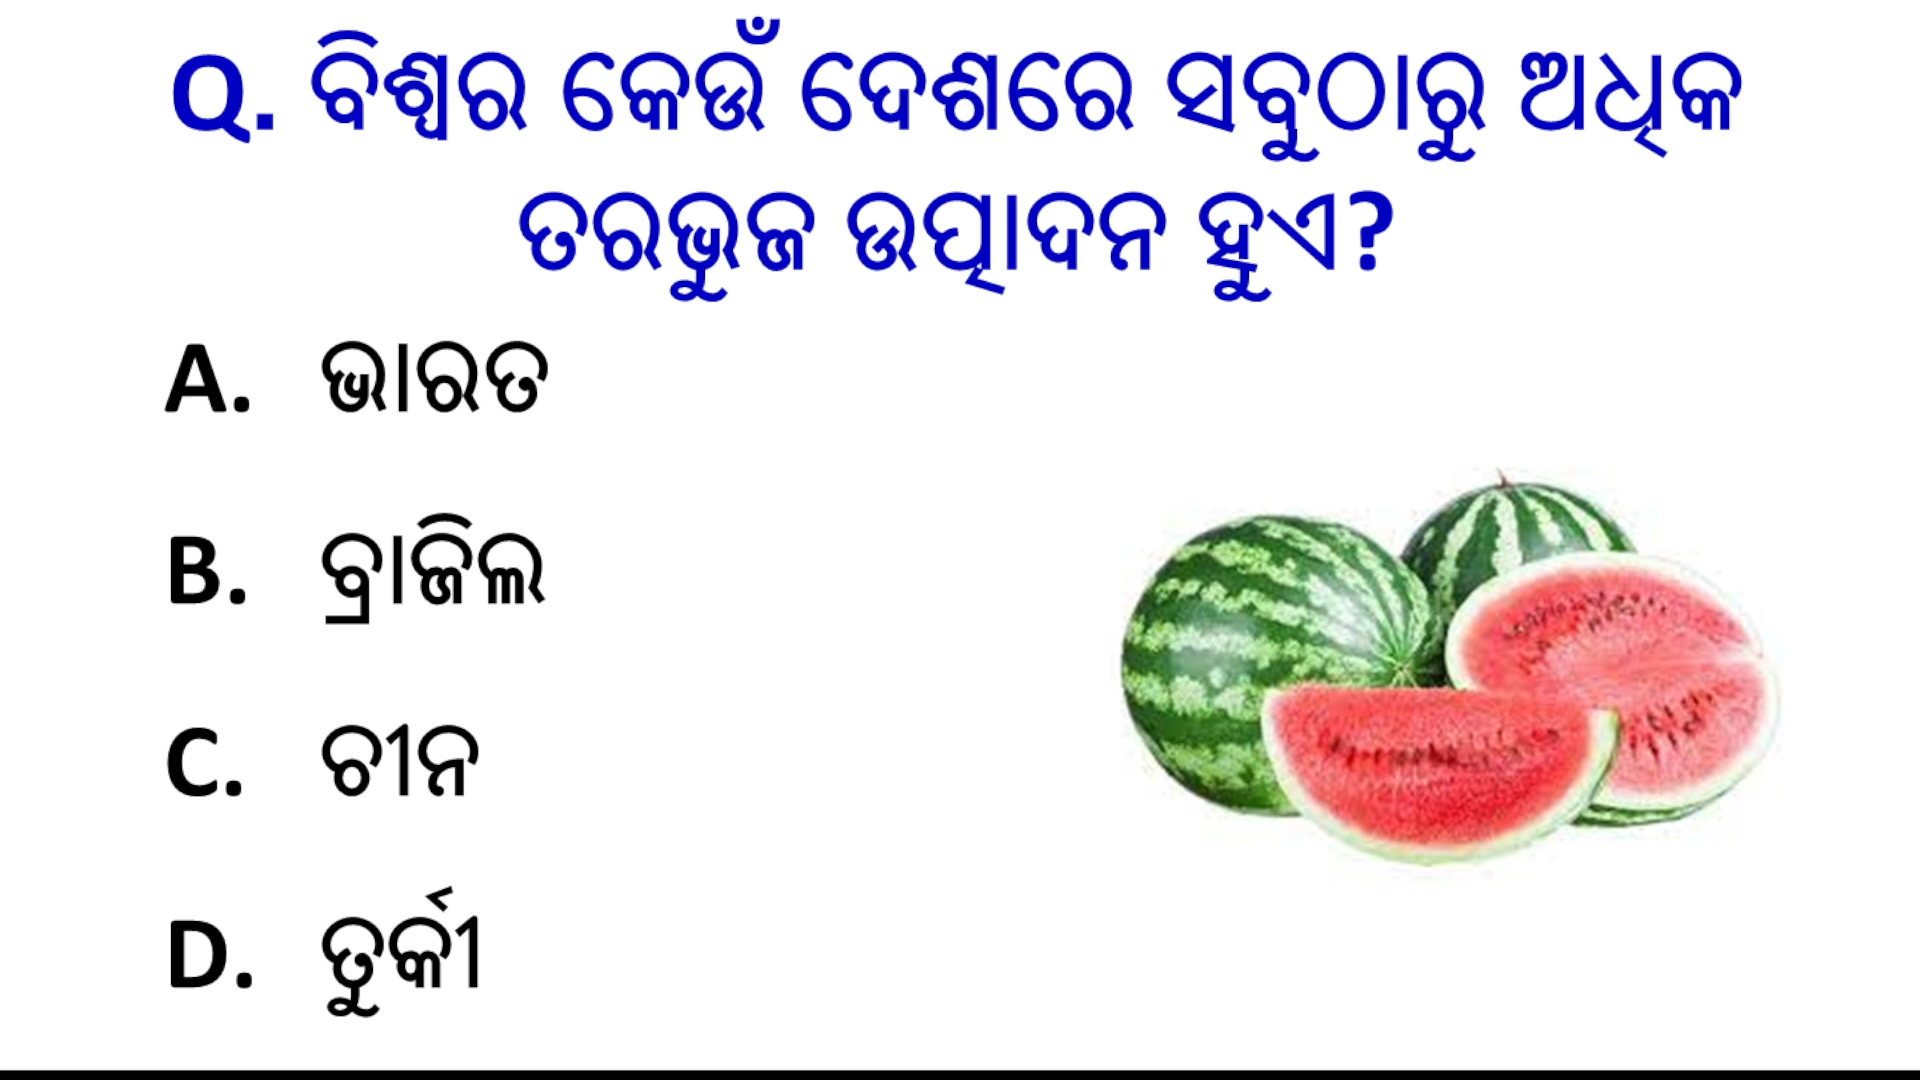 Q. ବିଶ୍ୱର କେଉଁ ଦେଶରେ ସବୁଠାରୁ ଅଧିକ
ତରଭୁଜ ଉତ୍ପାଦନ ହୁଏ?
A. ଭାରତ
B. ବ୍ରାଜିଲ
C. ଚୀନ
D. ତୁର୍କୀ